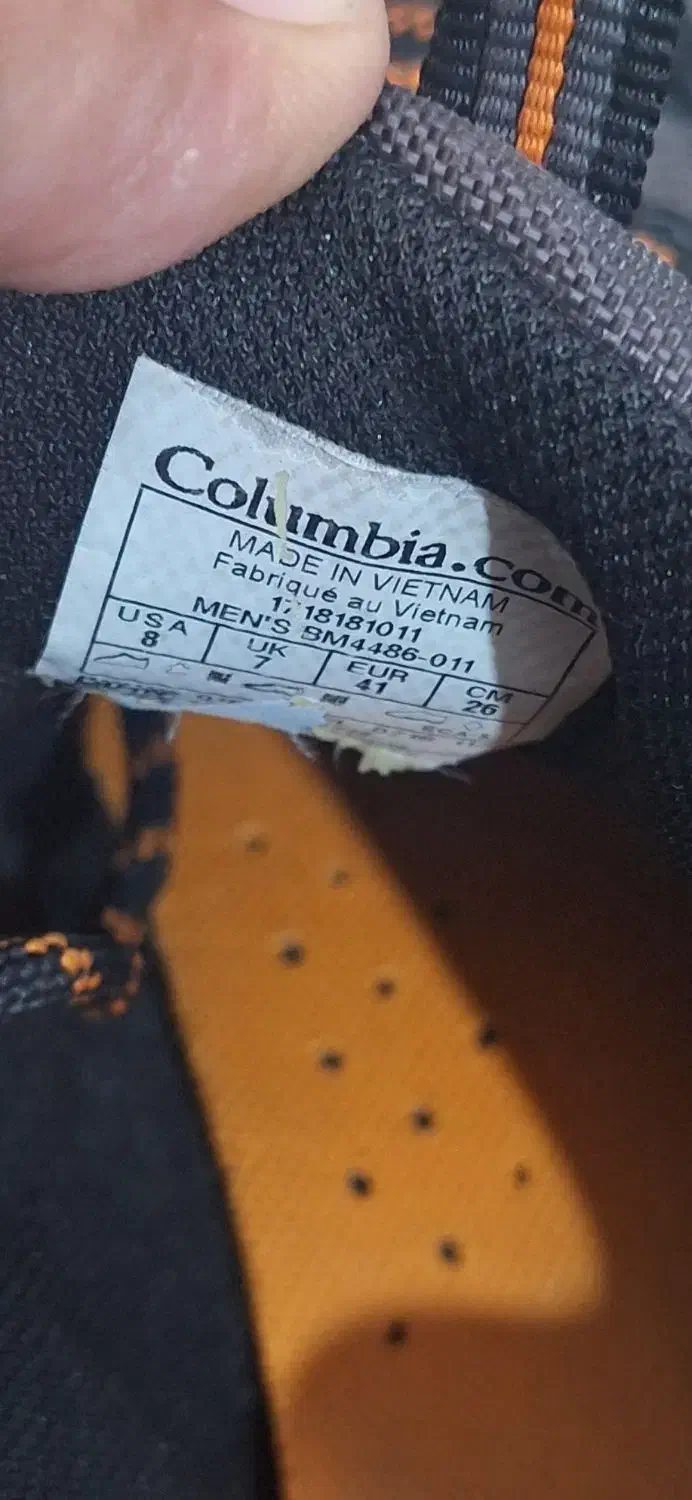 Columbia.com
MADE IN VIETNAM
Fabriqué au Vietnam
18181011
MEN'S BM4486-011
USA UK EUR CM
8 7 41 26